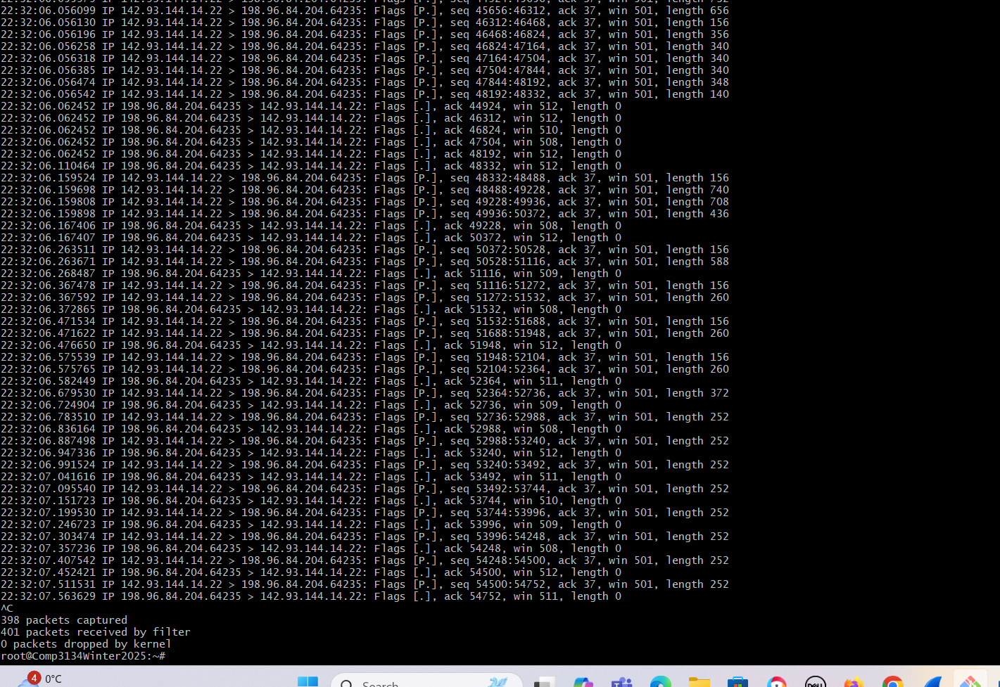 22:32:06.056099 IP 142.93.144.14.22 > 198.96.84.204.64235: Flags [P.], seq 45656:46312, ack 37, win 501, length 656
22:32:06.056130 IP 142.93.144.14.22 > 198.96.84.204.64235: Flags [P.], seq 46312:46468, ack 37, win 501, length 156
22:32:06.056196 IP 142.93.144.14.22 > 198.96.84.204.64235: Flags [P.], seq 46468:46824, ack 37, win 501, length 356
22:32:06.056258 IP 142.93.144.14.22 > 198.96.84.204.64235: Flags [P.], seq 46824:47164, ack 37, win 501, length 340
22:32:06.056318 IP 142.93.144.14.22 > 198.96.84.204.64235: Flags [P.], seq 47164:47504, ack 37, win 501, length 340
22:32:06.056385 IP 142.93.144.14.22 > 198.96.84.204.64235: Flags [P.], seq 47504:47844, ack 37, win 501, length 340
22:32:06.056474 IP 142.93.144.14.22 > 198.96.84.204.64235: Flags [P.], seq 47844:48192, ack 37, win 501, length 348
22:32:06.056542 IP 142.93.144.14.22 > 198.96.84.204.64235: Flags [P.], seq 48192:48332, ack 37, win 501, length 140
22:32:06.062452 IP 198.96.84.204.64235 > 142.93.144.14.22: Flags [.], ack 44924, win 512, length 0
22:32:06.062452 IP 198.96.84.204.64235 > 142.93.144.14.22: Flags [.], ack 46312, win 512, length 0
22:32:06.062452 IP 198.96.84.204.64235 > 142.93.144.14.22: Flags [.], ack 46824, win 510, length 0
22:32:06.062452 IP 198.96.84.204.64235 > 142.93.144.14.22: Flags [.], ack 47504, win 508, length 0
22:32:06.062452 IP 198.96.84.204.64235 > 142.93.144.14.22: Flags [.], ack 48192, win 512, length 0
22:32:06.110464 IP 198.96.84.204.64235 > 142.93.144.14.22: Flags [.], ack 48332, win 512, length 0
22:32:06.159524 IP 142.93.144.14.22 > 198.96.84.204.64235: Flags [P.], seq 48332:48488, ack 37, win 501, length 156
22:32:06.159698 IP 142.93.144.14.22 > 198.96.84.204.64235: Flags [P.], seq 48488:49228, ack 37, win 501, length 740
22:32:06.159808 IP 142.93.144.14.22 > 198.96.84.204.64235: Flags [P.], seq 49228:49936, ack 37, win 501, length 708
22:32:06.159898 IP 142.93.144.14.22 > 198.96.84.204.64235: Flags [P.], seq 49936:50372, ack 37, win 501, length 436
22:32:06.167406 IP 198.96.84.204.64235 > 142.93.144.14.22: Flags [.], ack 49228, win 508, length 0
22:32:06.167407 IP 198.96.84.204.64235 > 142.93.144.14.22: Flags [.], ack 50372, win 512, length 0
22:32:06.263511 IP 142.93.144.14.22 > 198.96.84.204.64235: Flags [P.], seq 50372:50528, ack 37, win 501, length 156
22:32:06.263671 IP 142.93.144.14.22 > 198.96.84.204.64235: Flags [P.], seq 50528:51116, ack 37, win 501, length 588
22:32:06.268487 IP 198.96.84.204.64235 > 142.93.144.14.22: Flags [.], ack 51116, win 509, length 0
22:32:06.367478 IP 142.93.144.14.22 > 198.96.84.204.64235: Flags [P.], seq 51116:51272, ack 37, win 501, length 156
22:32:06.367592 IP 142.93.144.14.22 > 198.96.84.204.64235: Flags [P.], seq 51272:51532, ack 37, win 501, length 260
22:32:06.372865 IP 198.96.84.204.64235 > 142.93.144.14.22: Flags [.], ack 51532, win 508, length 0
22:32:06.471534 IP 142.93.144.14.22 > 198.96.84.204.64235: Flags [P.], seq 51532:51688, ack 37, win 501, length 156
22:32:06.471622 IP 142.93.144.14.22 > 198.96.84.204.64235: Flags [P.], seq 51688:51948, ack 37, win 501, length 260
22:32:06.476650 IP 198.96.84.204.64235 > 142.93.144.14.22: Flags [.], ack 51948, win 512, length 0
22:32:06.575539 IP 142.93.144.14.22 > 198.96.84.204.64235: Flags [P.], seq 51948:52104, ack 37, win 501, length 156
22:32:06.575765 IP 142.93.144.14.22 > 198.96.84.204.64235: Flags [P.], seq 52104:52364, ack 37, win 501, length 260
22:32:06.582449 IP 198.96.84.204.64235 > 142.93.144.14.22: Flags [.], ack 52364, win 511, length 0
22:32:06.679530 IP 142.93.144.14.22 > 198.96.84.204.64235: Flags [P.], seq 52364:52736, ack 37, win 501, length 372
22:32:06.724904 IP 198.96.84.204.64235 > 142.93.144.14.22: Flags [.], ack 52736, win 509, length 0
22:32:06.783510 IP 142.93.144.14.22 > 198.96.84.204.64235: Flags [P.], seq 52736:52988, ack 37, win 501, length 252
22:32:06.836164 IP 198.96.84.204.64235 > 142.93.144.14.22: Flags [.], ack 52988, win 508, length 0
22:32:06.887498 IP 142.93.144.14.22 > 198.96.84.204.64235: Flags [P.], seq 52988:53240, ack 37, win 501, length 252
22:32:06.947336 IP 198.96.84.204.64235 > 142.93.144.14.22: Flags [.], ack 53240, win 512, length 0
22:32:06.991524 IP 142.93.144.14.22 > 198.96.84.204.64235: Flags [P.], seq 53240:53492, ack 37, win 501, length 252
22:32:07.041616 IP 198.96.84.204.64235 > 142.93.144.14.22: Flags [.], ack 53492, win 511, length 0
22:32:07.095540 IP 142.93.144.14.22 > 198.96.84.204.64235: Flags [P.], seq 53492:53744, ack 37, win 501, length 252
22:32:07.151723 IP 198.96.84.204.64235 > 142.93.144.14.22: Flags [.], ack 53744, win 510, length 0
22:32:07.199530 IP 142.93.144.14.22 > 198.96.84.204.64235: Flags [P.], seq 53744:53996, ack 37, win 501, length 252
22:32:07.246723 IP 198.96.84.204.64235 > 142.93.144.14.22: Flags [.], ack 53996, win 509, length 0
22:32:07.303474 IP 142.93.144.14.22 > 198.96.84.204.64235: Flags [P.], seq 53996:54248, ack 37, win 501, length 252
22:32:07.357236 IP 198.96.84.204.64235 > 142.93.144.14.22: Flags [.], ack 54248, win 508, length 0
22:32:07.407542 IP 142.93.144.14.22 > 198.96.84.204.64235: Flags [P.], seq 54248:54500, ack 37, win 501, length 252
22:32:07.452421 IP 198.96.84.204.64235 > 142.93.144.14.22: Flags [.], ack 54500, win 512, length 0
22:32:07.511531 IP 142.93.144.14.22 > 198.96.84.204.64235: Flags [P.], seq 54500:54752, ack 37, win 501, length 252
22:32:07.563629 IP 198.96.84.204.64235 > 142.93.144.14.22: Flags [.], ack 54752, win 511, length 0
^C
398 packets captured
401 packets received by filter
0 packets dropped by kernel
root@Comp3134Winter2025:~#
4 0°C
Search
DELL